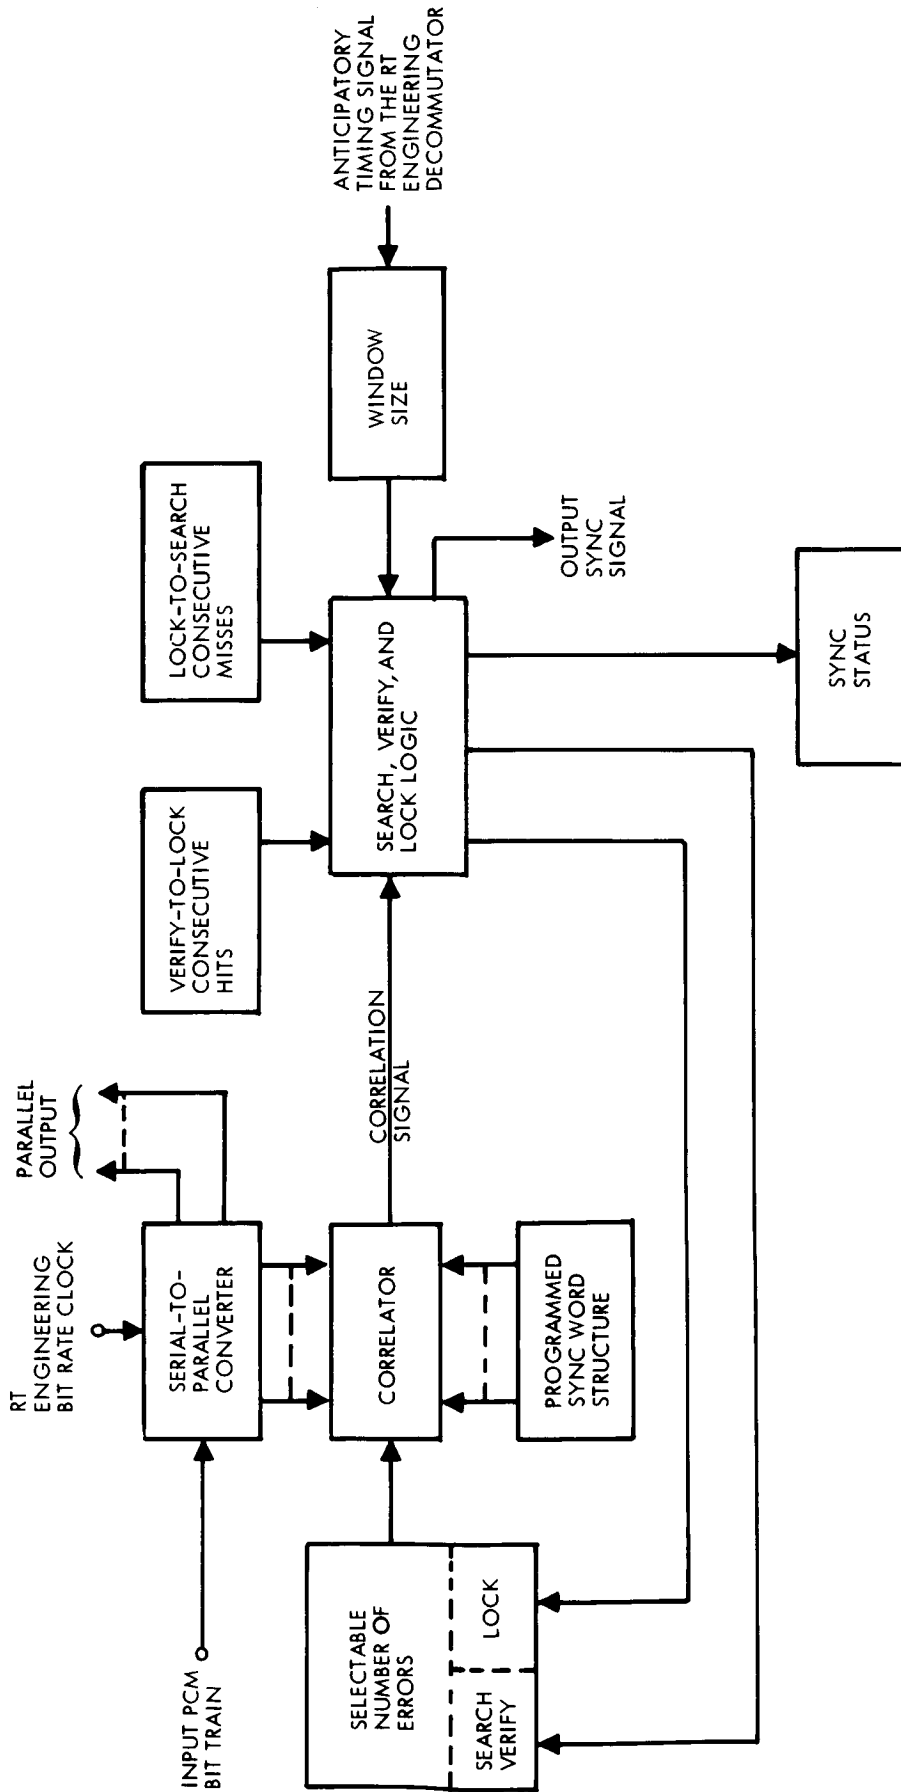 RT
ENGINEERING
BIT RATE CLOCK
PARALLEL
OUTPUT
INPUT PCM
BIT TRAIN
SERIAL-TO-
PARALLEL
CONVERTER
VERIFY-TO-LOCK
CONSECUTIVE
HITS
LOCK-TO-SEARCH
CONSECUTIVE
MISSES
SELECTABLE
NUMBER OF
ERRORS
SEARCH
VERIFY
LOCK
CORRELATOR
CORRELATION
SIGNAL
SEARCH, VERIFY, AND
LOCK LOGIC
WINDOW
SIZE
ANTICIPATORY
TIMING SIGNAL
FROM THE RT
ENGINEERING
DECOMMUTATOR
PROGRAMMED
SYNC WORD
STRUCTURE
OUTPUT
SYNC
SIGNAL
SYNC
STATUS